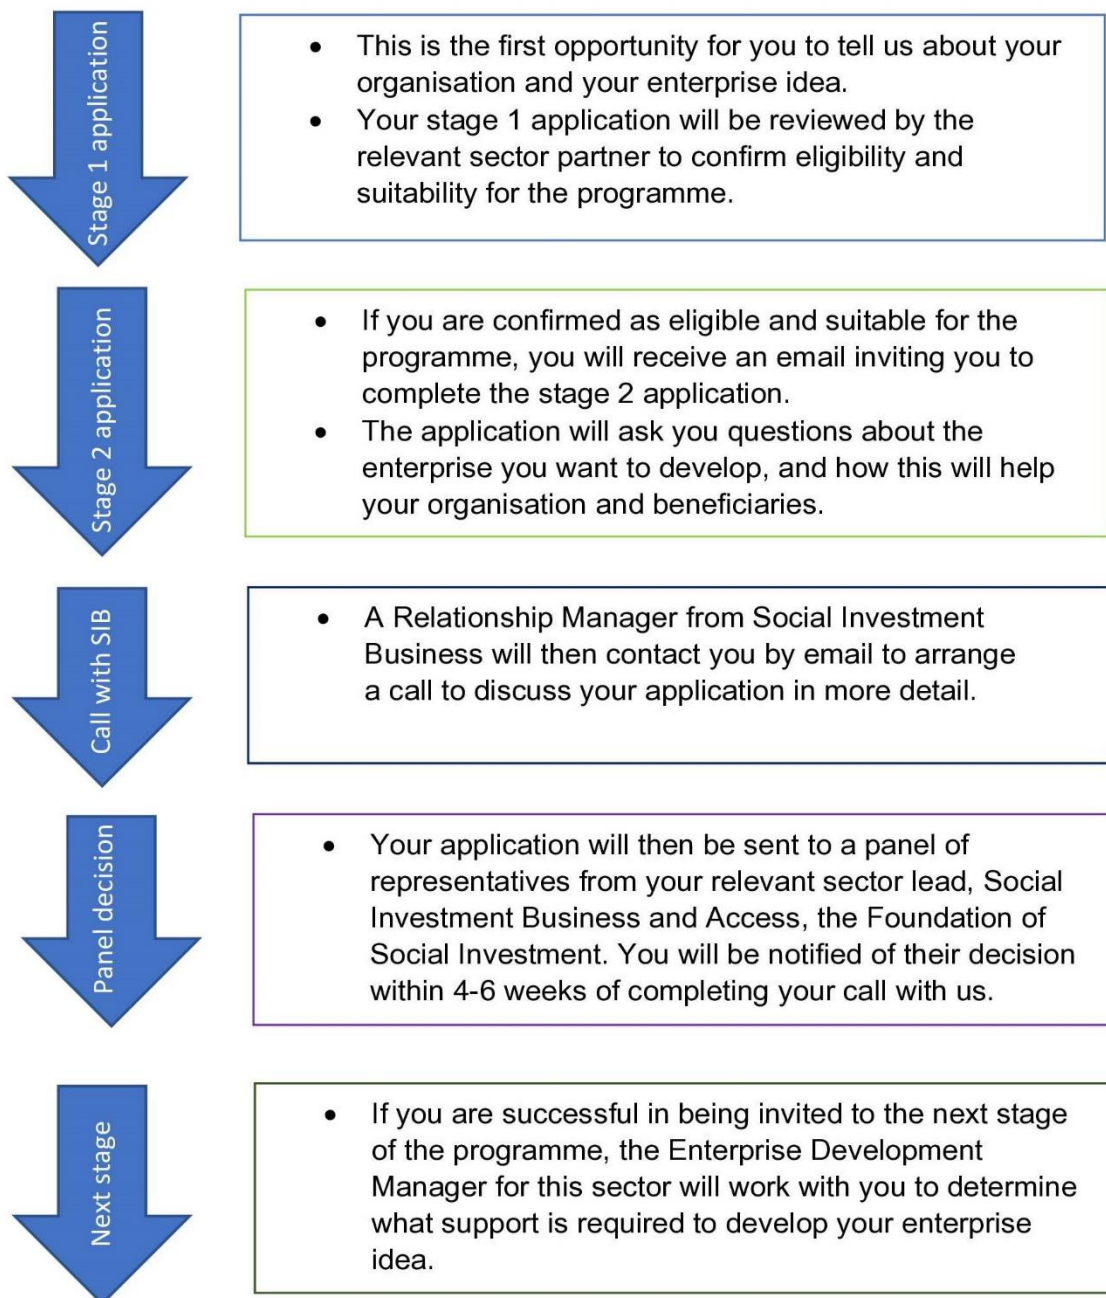 Stage 1 application
• This is the first opportunity for you to tell us about your
organisation and your enterprise idea.
• Your stage 1 application will be reviewed by the
relevant sector partner to confirm eligibility and
suitability for the programme.
Stage 2 application
• If you are confirmed as eligible and suitable for the
programme, you will receive an email inviting you to
complete the stage 2 application.
• The application will ask you questions about the
enterprise you want to develop, and how this will help
your organisation and beneficiaries.
Call with SIB
• A Relationship Manager from Social Investment
Business will then contact you by email to arrange
a call to discuss your application in more detail.
Panel decision
• Your application will then be sent to a panel of
representatives from your relevant sector lead, Social
Investment Business and Access, the Foundation of
Social Investment. You will be notified of their decision
within 4-6 weeks of completing your call with us.
Next stage
• If you are successful in being invited to the next stage
of the programme, the Enterprise Development
Manager for this sector will work with you to determine
what support is required to develop your enterprise
idea.